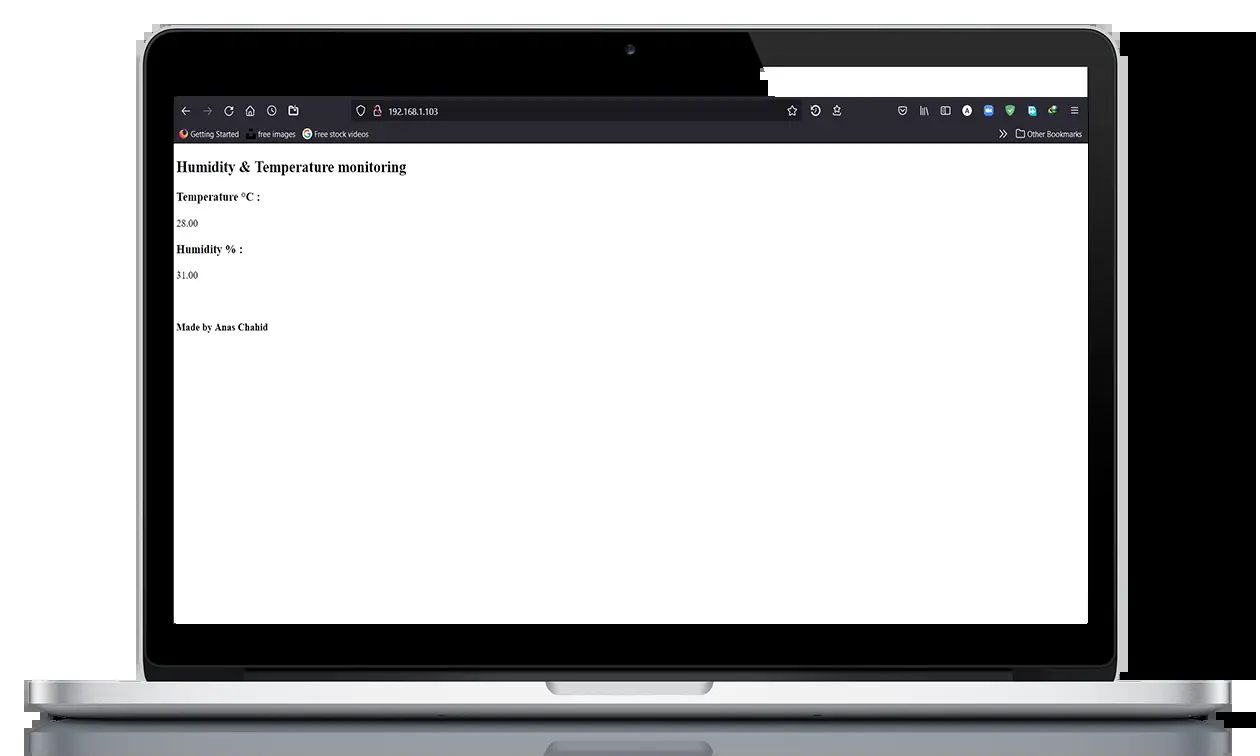 192.168.1.103
Getting Started free images Free stock videos Other Bookmarks
Humidity & Temperature monitoring
Temperature °C :
28.00
Humidity % :
31.00
Made by Anas Chahid